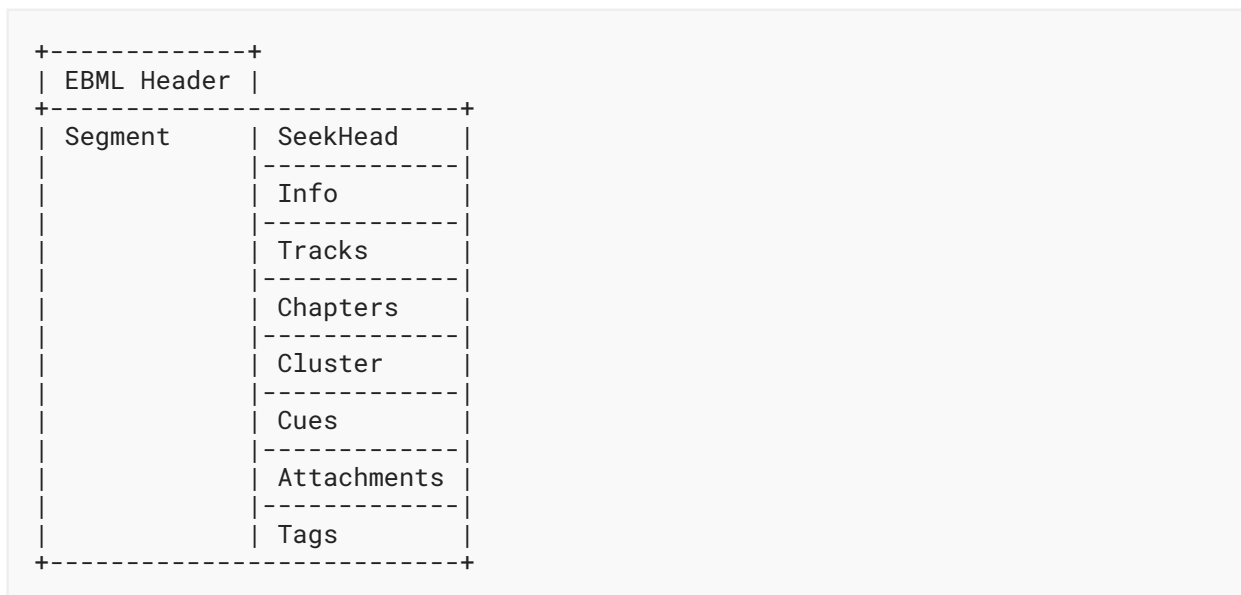 +-------------+
| EBML Header |
+---------------------------+
| Segment     | SeekHead    |
|             |-------------|
|             | Info        |
|             |-------------|
|             | Tracks      |
|             |-------------|
|             | Chapters    |
|             |-------------|
|             | Cluster     |
|             |-------------|
|             | Cues        |
|             |-------------|
|             | Attachments |
|             |-------------|
|             | Tags        |
+---------------------------+